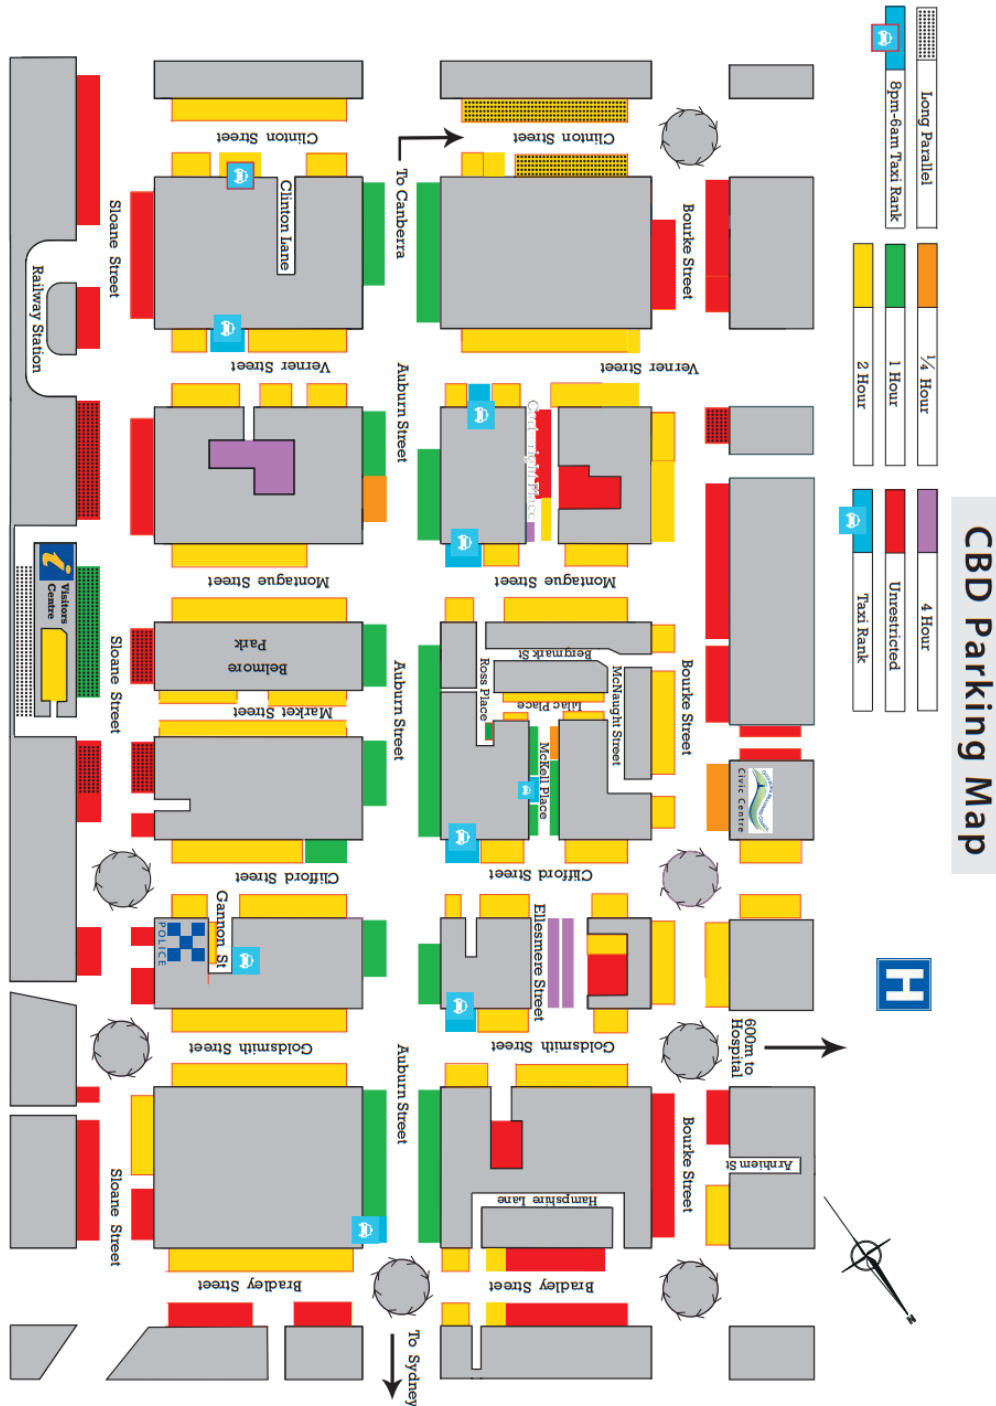 CBD Parking Map
Long Parallel
8pm-6am Taxi Rank
¼ Hour
1 Hour
2 Hour
4 Hour
Unrestricted
Taxi Rank
H
600m to
Hospital
N
Arnhiem St
Civic Centre
Bourke Street
Bourke Street
Bourke Street
Clinton Street
Verner Street
Cartwright Place
Montague Street
Bergmark St
McNaught Street
Lilac Place
Ross Place
McKell Place
Clifford Street
Ellesmere Street
Goldsmith Street
Hampshire Lane
Bradley Street
To Canberra
Auburn Street
Auburn Street
Auburn Street
To Sydney
Clinton Street
Clinton Lane
Verner Street
Montague Street
Belmore
Park
Market Street
Clifford Street
Gannon St
POLICE
Goldsmith Street
Bradley Street
Sloane Street
Sloane Street
Sloane Street
Railway Station
i
Visitors
Centre